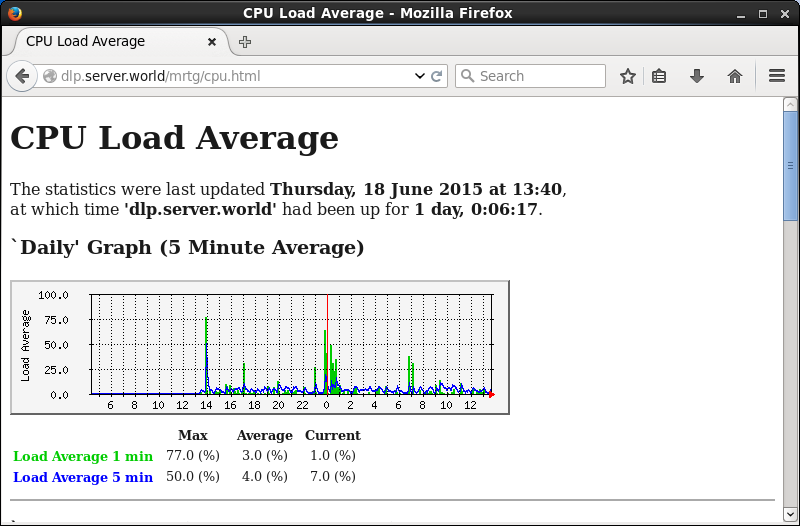 CPU Load Average - Mozilla Firefox
CPU Load Average
dlp.server.world/mrtg/cpu.html
Search
CPU Load Average
The statistics were last updated Thursday, 18 June 2015 at 13:40,
at which time 'dlp.server.world' had been up for 1 day, 0:06:17.
`Daily' Graph (5 Minute Average)
Load Average
100.0
75.0
50.0
25.0
0.0
6 8 10 12 14 16 18 20 22 0 2 4 6 8 10 12
Max Average Current
Load Average 1 min 77.0 (%) 3.0 (%) 1.0 (%)
Load Average 5 min 50.0 (%) 4.0 (%) 7.0 (%)